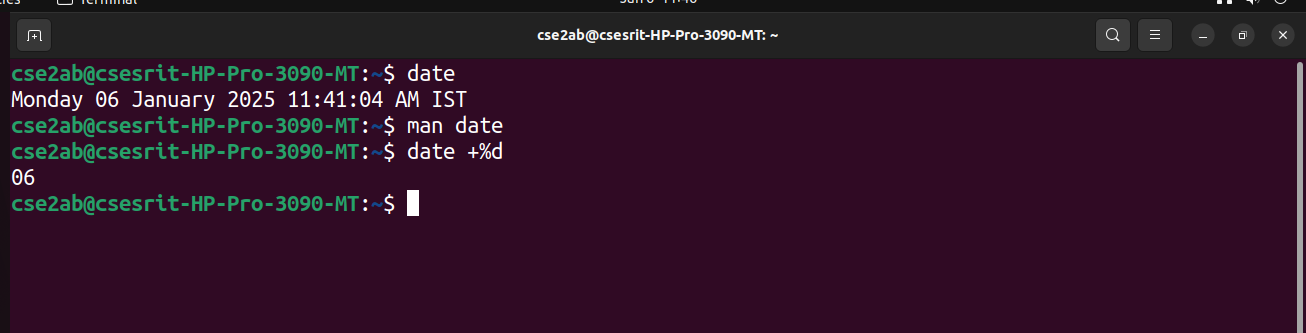 Terminal
cse2ab@csesrit-HP-Pro-3090-MT: ~
cse2ab@csesrit-HP-Pro-3090-MT:~$ date
Monday 06 January 2025 11:41:04 AM IST
cse2ab@csesrit-HP-Pro-3090-MT:~$ man date
cse2ab@csesrit-HP-Pro-3090-MT:~$ date +%d
06
cse2ab@csesrit-HP-Pro-3090-MT:~$